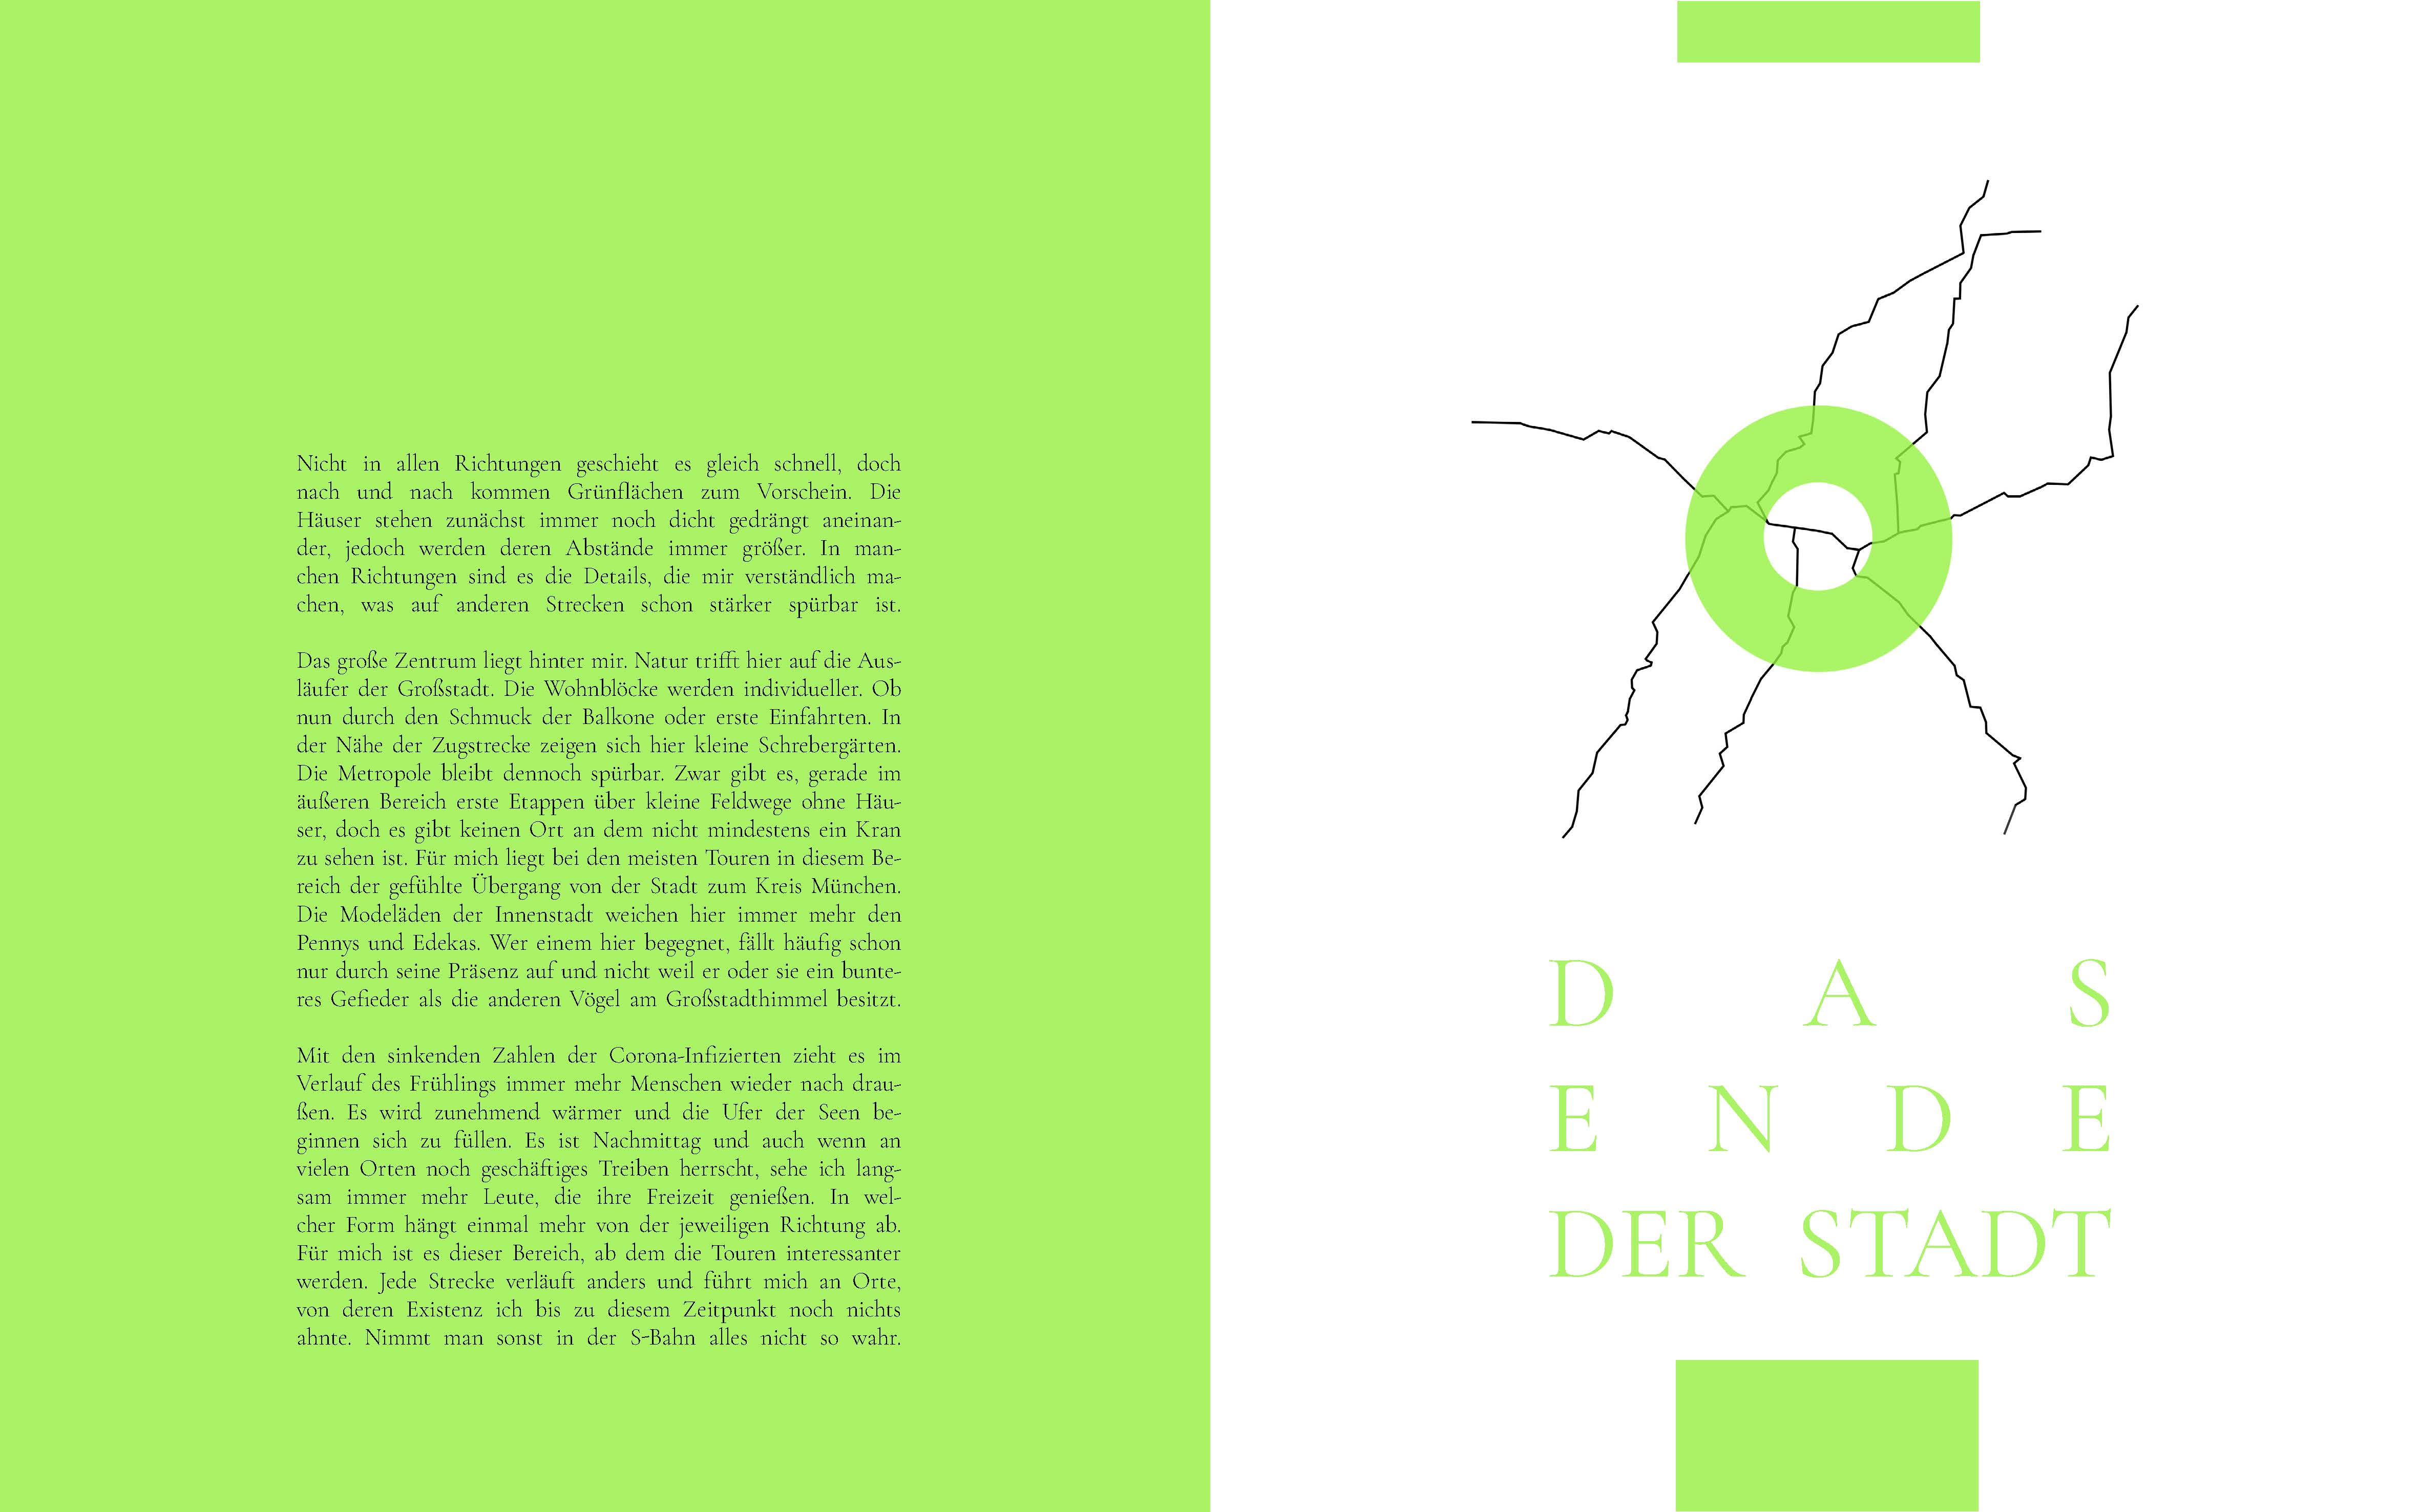 Nicht in allen Richtungen geschieht es gleich schnell, doch
nach und nach kommen Grünflächen zum Vorschein. Die
Häuser stehen zunächst immer noch dicht gedrängt aneinan-
der, jedoch werden deren Abstände immer größer. In man-
chen Richtungen sind es die Details, die mir verständlich ma-
chen, was auf anderen Strecken schon stärker spürbar ist.
Das große Zentrum liegt hinter mir. Natur trifft hier auf die Aus-
läufer der Großstadt. Die Wohnblöcke werden individueller. Ob
nun durch den Schmuck der Balkone oder erste Einfahrten. In
der Nähe der Zugstrecke zeigen sich hier kleine Schrebergärten.
Die Metropole bleibt dennoch spürbar. Zwar gibt es, gerade im
äußeren Bereich erste Etappen über kleine Feldwege ohne Häu-
ser, doch es gibt keinen Ort an dem nicht mindestens ein Kran
zu sehen ist. Für mich liegt bei den meisten Touren in diesem Be-
reich der gefühlte Übergang von der Stadt zum Kreis München.
Die Modeläden der Innenstadt weichen hier immer mehr den
Pennys und Edekas. Wer einem hier begegnet, fällt häufig schon
nur durch seine Präsenz auf und nicht weil er oder sie ein bunte-
res Gefieder als die anderen Vögel am Großstadthimmel besitzt.
Mit den sinkenden Zahlen der Corona-Infizierten zieht es im
Verlauf des Frühlings immer mehr Menschen wieder nach drau-
ßen. Es wird zunehmend wärmer und die Ufer der Seen be-
ginnen sich zu füllen. Es ist Nachmittag und auch wenn an
vielen Orten noch geschäftiges Treiben herrscht, sehe ich lang-
sam immer mehr Leute, die ihre Freizeit genießen. In wel-
cher Form hängt einmal mehr von der jeweiligen Richtung ab.
Für mich ist es dieser Bereich, ab dem die Touren interessanter
werden. Jede Strecke verläuft anders und führt mich an Orte,
von deren Existenz ich bis zu diesem Zeitpunkt noch nichts
ahnte. Nimmt man sonst in der S-Bahn alles nicht so wahr.
DAS
ENDE
DER STADT